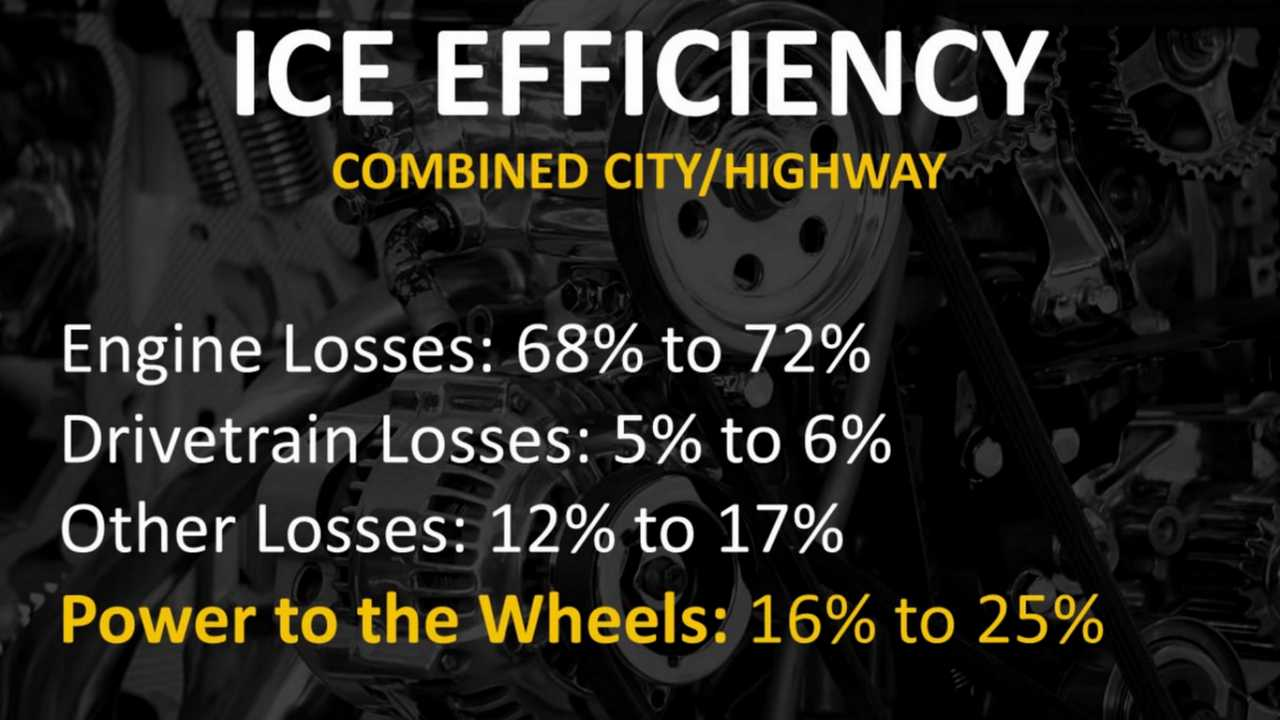 ICE EFFICIENCY
COMBINED CITY/HIGHWAY
Engine Losses: 68% to 72%
Drivetrain Losses: 5% to 6%
Other Losses: 12% to 17%
Power to the Wheels: 16% to 25%